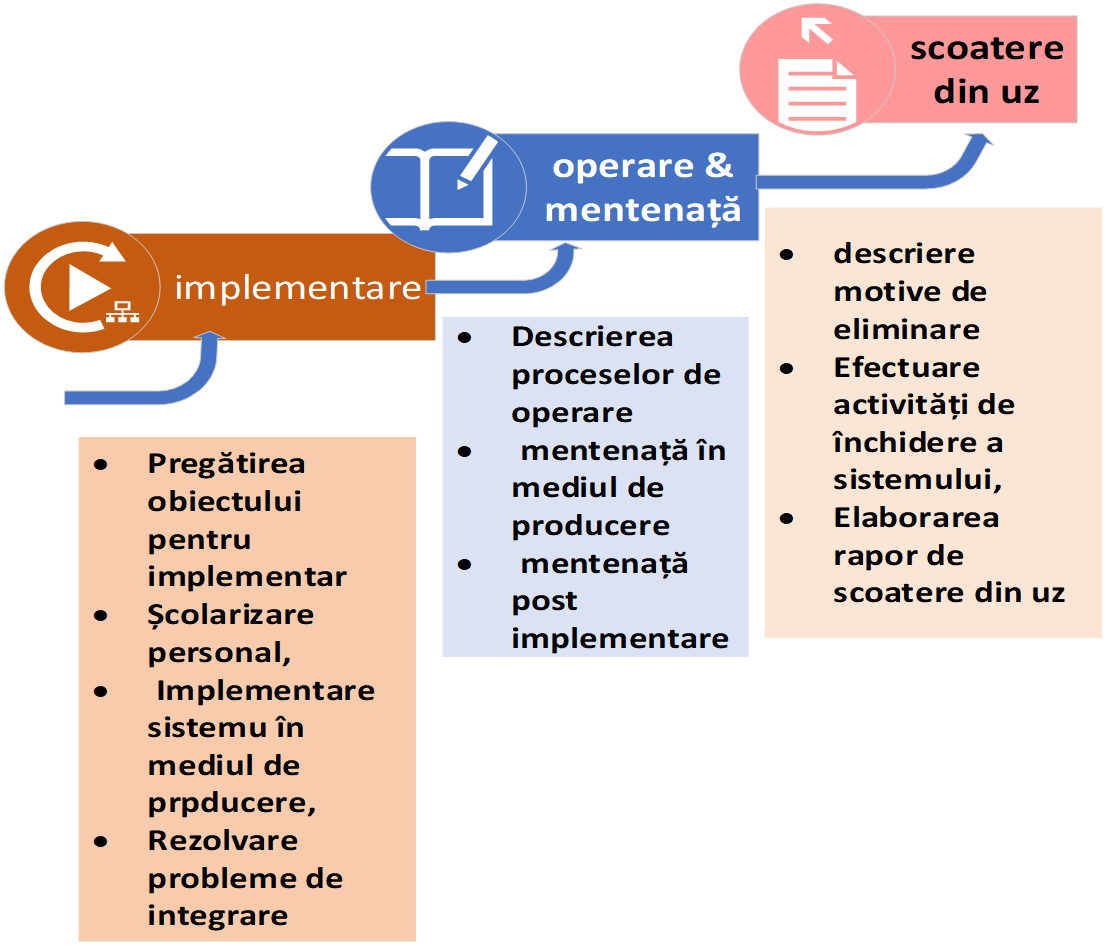 scoatere
din uz
operare &
mentenață
implementare
• Pregătirea
obiectului
pentru
implementar
• Școlarizare
personal,
• Implementare
sistemu în
mediul de
prpducere,
• Rezolvare
probleme de
integrare
• Descrierea
proceselor de
operare
• mentenață în
mediul de
producere
• mentenață
post
implementare
• descriere
motive de
eliminare
• Efectuare
activități de
închidere a
sistemului,
• Elaborarea
rapor de
scoatere din uz